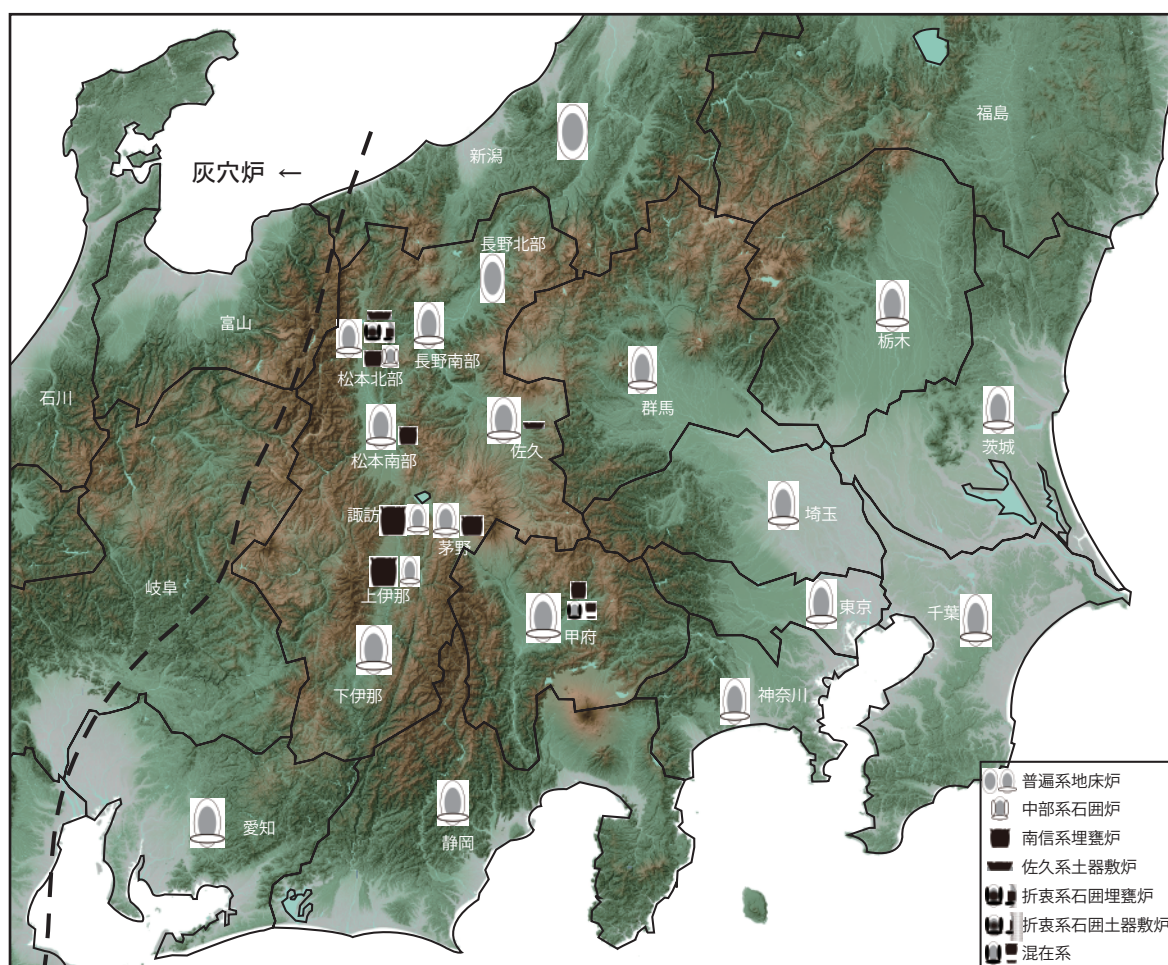 福島
新潟
灰穴炉 ←
長野北部
富山
栃木
長野南部
松本北部
石川
群馬
茨城
佐久
松本南部
諏訪
埼玉
茅野
岐阜
上伊那
東京
千葉
甲府
下伊那
神奈川
愛知
静岡
普遍系地床炉
中部系石囲炉
南信系埋甕炉
佐久系土器敷炉
折衷系石囲埋甕炉
折衷系石囲土器敷炉
混在系